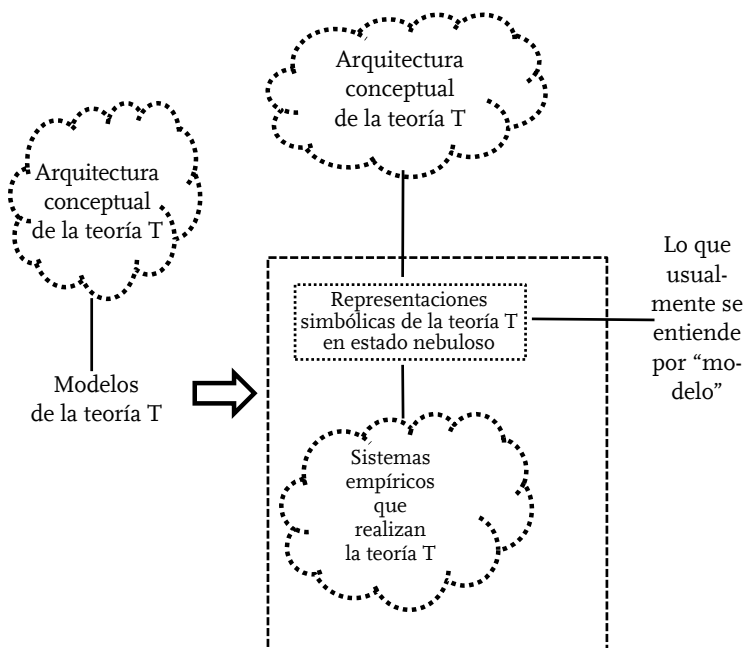 Arquitectura
conceptual
de la teoría T
Modelos
de la teoría T
Arquitectura
conceptual
de la teoría T
Representaciones
simbólicas de la teoría T
en estado nebuloso
Sistemas
empíricos
que
realizan
la teoría T
Lo que
usual-
mente se
entiende
por “mo-
delo”